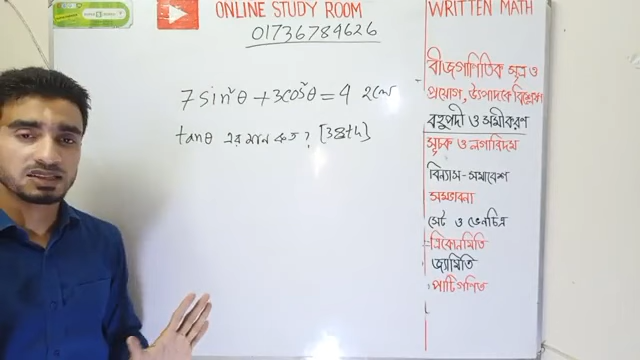 ONLINE STUDY ROOM
01736784626
7 sin²θ + 3cos²θ = 4 হলে
tanθ এর মান কত? [38th]
WRITTEN MATH
বীজগাণিতিক সূত্র ও
প্রয়োগ, উৎপাদকে বিশ্লেষণ
বহুপদী ও সমীকরণ
সূচক ও লগারিদম
বিন্যাস-সমাবেশ
সম্ভাবনা
সেট ও ভেনচিত্র
ত্রিকোনমিতি
জ্যামিতি
পাটিগণিত